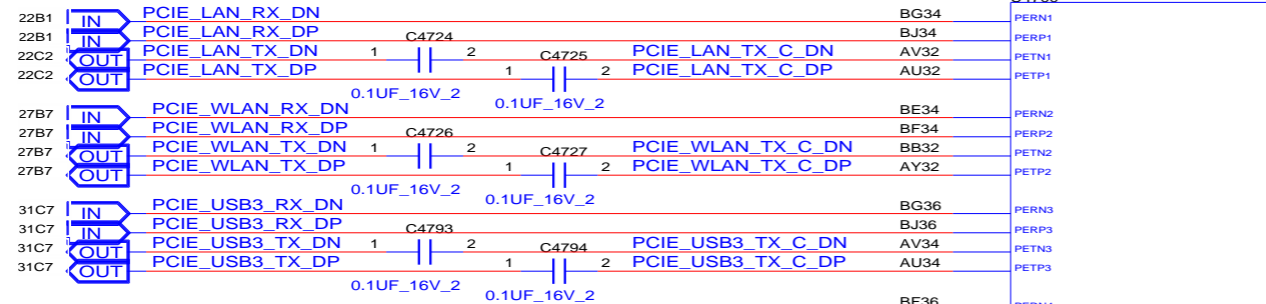 22B1 IN PCIE_LAN_RX_DN BG34 PERN1
22B1 IN PCIE_LAN_RX_DP BJ34 PERP1
C4724
22C2 OUT PCIE_LAN_TX_DN 1 2 PCIE_LAN_TX_C_DN AV32 PETN1
C4725
22C2 OUT PCIE_LAN_TX_DP 1 2 PCIE_LAN_TX_C_DP AU32 PETP1
0.1UF_16V_2
0.1UF_16V_2
27B7 IN PCIE_WLAN_RX_DN BE34 PERN2
27B7 IN PCIE_WLAN_RX_DP BF34 PERP2
C4726
27B7 OUT PCIE_WLAN_TX_DN 1 2 PCIE_WLAN_TX_C_DN BB32 PETN2
C4727
27B7 OUT PCIE_WLAN_TX_DP 1 2 PCIE_WLAN_TX_C_DP AY32 PETP2
0.1UF_16V_2
0.1UF_16V_2
31C7 IN PCIE_USB3_RX_DN BG36 PERN3
31C7 IN PCIE_USB3_RX_DP BJ36 PERP3
C4793
31C7 OUT PCIE_USB3_TX_DN 1 2 PCIE_USB3_TX_C_DN AV34 PETN3
C4794
31C7 OUT PCIE_USB3_TX_DP 1 2 PCIE_USB3_TX_C_DP AU34 PETP3
0.1UF_16V_2
0.1UF_16V_2